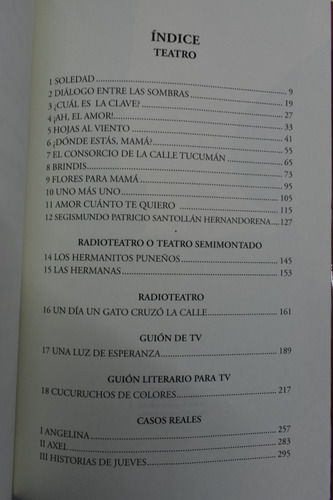 ÍNDICE
TEATRO
1 SOLEDAD ........ 9
2 DIÁLOGO ENTRE LAS SOMBRAS ........ 19
3 ¿CUÁL ES LA CLAVE? ........ 27
4 ¡AH, EL AMOR! ........ 33
5 HOJAS AL VIENTO ........ 41
6 ¿DÓNDE ESTÁS, MAMÁ? ........ 55
7 EL CONSORCIO DE LA CALLE TUCUMÁN ........ 65
8 BRINDIS ........ 73
9 FLORES PARA MAMÁ ........ 95
10 UNO MÁS UNO ........ 105
11 AMOR CUÁNTO TE QUIERO ........ 115
12 SEGISMUNDO PATRICIO SANTOLLÁN HERNANDORENA ........ 127
RADIOTEATRO O TEATRO SEMIMONTADO
14 LOS HERMANITOS PUNEÑOS ........ 145
15 LAS HERMANAS ........ 153
RADIOTEATRO
16 UN DÍA UN GATO CRUZÓ LA CALLE ........ 161
GUIÓN DE TV
17 UNA LUZ DE ESPERANZA ........ 189
GUIÓN LITERARIO PARA TV
18 CUCURUCHOS DE COLORES ........ 217
CASOS REALES
I ANGELINA ........ 257
II AXEL ........ 283
III HISTORIAS DE JUEVES ........ 295